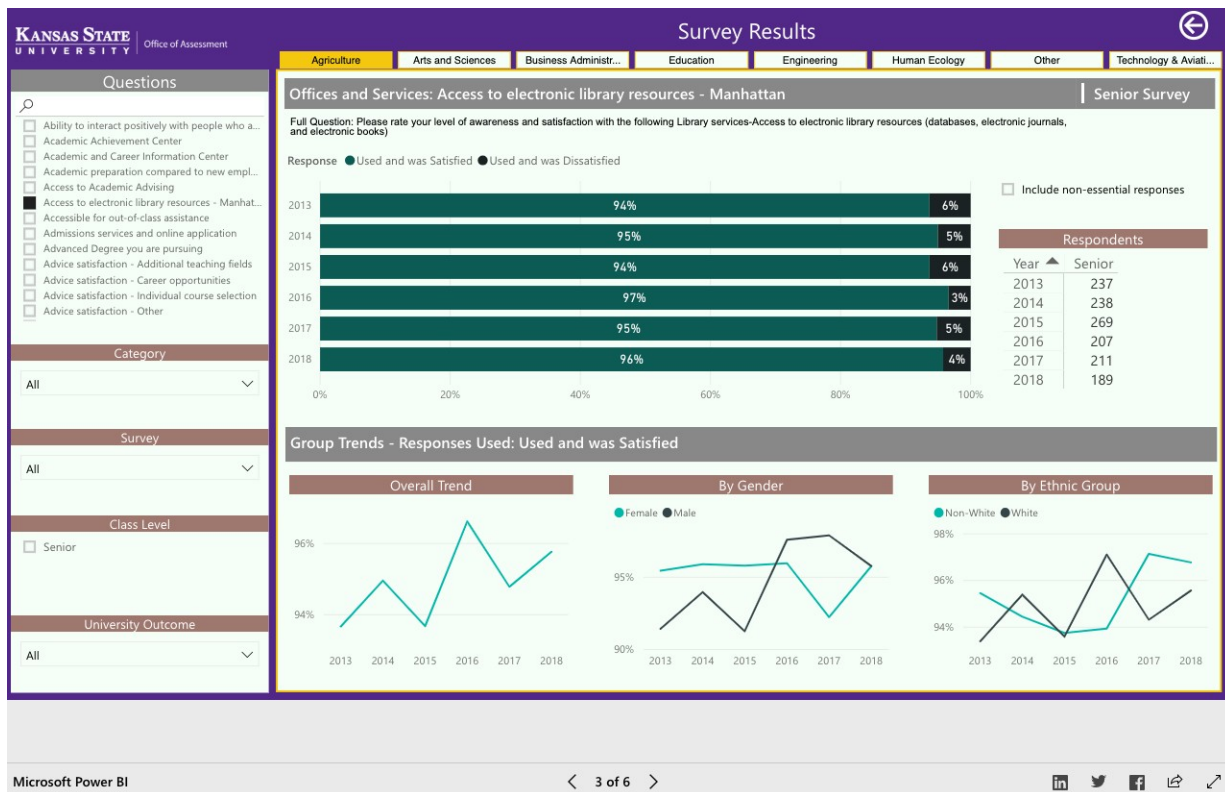 KANSAS STATE
UNIVERSITY
Office of Assessment
Survey Results
Agriculture
Arts and Sciences
Business Administr...
Education
Engineering
Human Ecology
Other
Technology & Aviati...
Questions
Ability to interact positively with people who a...
Academic Achievement Center
Academic and Career Information Center
Academic preparation compared to new empl...
Access to Academic Advising
Access to electronic library resources - Manhat...
Accessible for out-of-class assistance
Admissions services and online application
Advanced Degree you are pursuing
Advice satisfaction - Additional teaching fields
Advice satisfaction - Career opportunities
Advice satisfaction - Individual course selection
Advice satisfaction - Other
Category
All
Survey
All
Class Level
Senior
University Outcome
All
Offices and Services: Access to electronic library resources - Manhattan
Senior Survey
Full Question: Please rate your level of awareness and satisfaction with the following Library services-Access to electronic library resources (databases, electronic journals,
and electronic books)
Response Used and was Satisfied Used and was Dissatisfied
2013 94% 6%
2014 95% 5%
2015 94% 6%
2016 97% 3%
2017 95% 5%
2018 96% 4%
0% 20% 40% 60% 80% 100%
Include non-essential responses
Respondents
Year Senior
2013 237
2014 238
2015 269
2016 207
2017 211
2018 189
Group Trends - Responses Used: Used and was Satisfied
Overall Trend
96%
94%
2013 2014 2015 2016 2017 2018
By Gender
Female Male
95%
90%
2013 2014 2015 2016 2017 2018
By Ethnic Group
Non-White White
98%
96%
94%
2013 2014 2015 2016 2017 2018
Microsoft Power BI
3 of 6